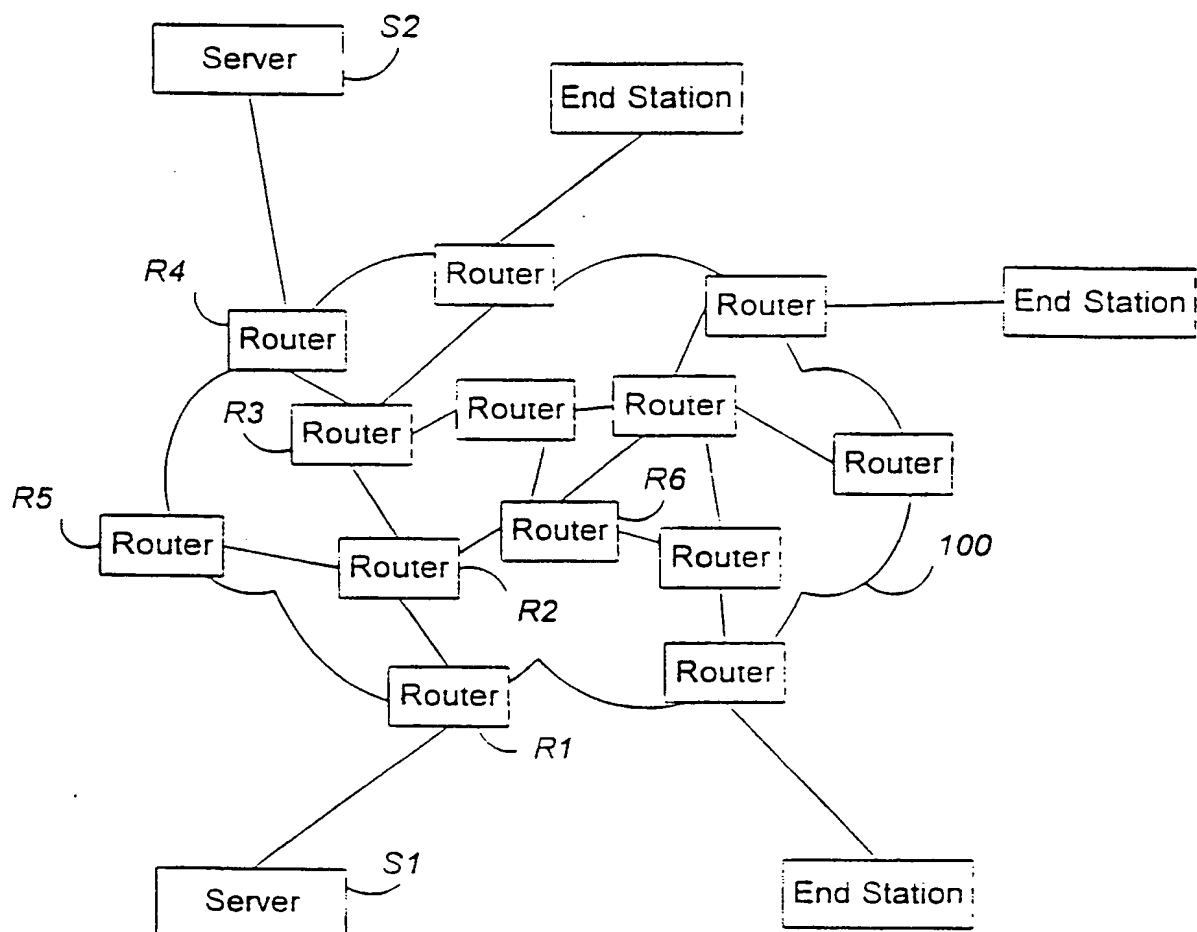 S2
Server
End Station
R4
Router
Router
Router
End Station
R3
Router
Router
Router
Router
R5
Router
R6
Router
Router
Router
100
R2
Router
Router
R1
S1
Server
End Station